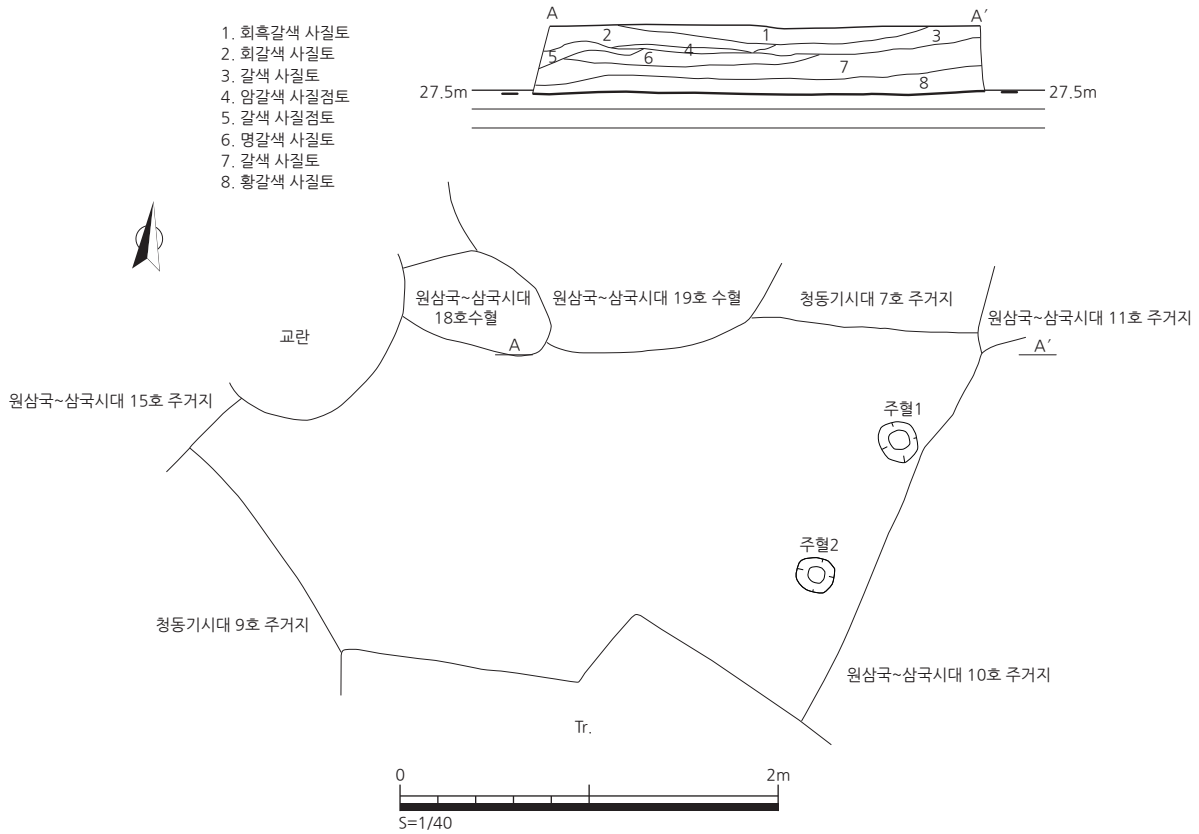 1. 회흑갈색 사질토
2. 회갈색 사질토
3. 갈색 사질토
4. 암갈색 사질점토
5. 갈색 사질점토
6. 명갈색 사질토
7. 갈색 사질토
8. 황갈색 사질토
A
A′
1
2
3
4
5
6
7
8
27.5m
27.5m
원삼국~삼국시대
18호수혈
원삼국~삼국시대 19호 수혈
청동기시대 7호 주거지
원삼국~삼국시대 11호 주거지
교란
A
A′
원삼국~삼국시대 15호 주거지
주혈1
주혈2
청동기시대 9호 주거지
원삼국~삼국시대 10호 주거지
Tr.
0
2m
S=1/40